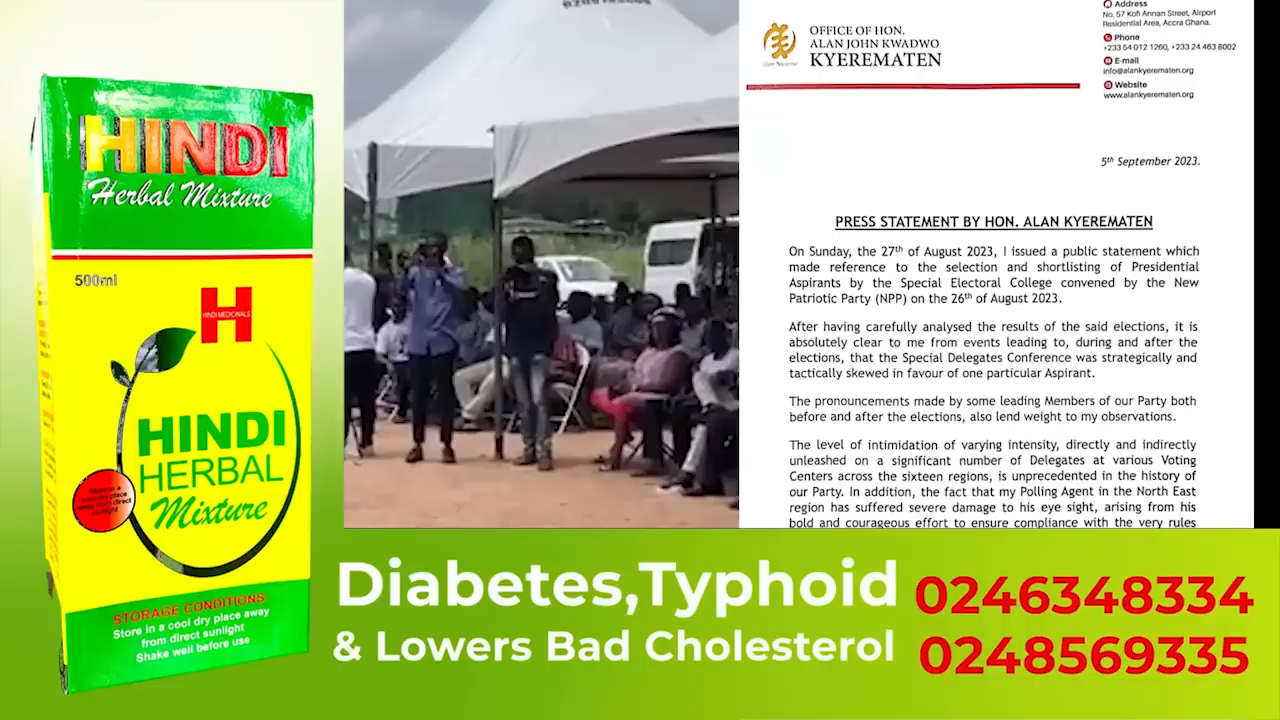 HINDI
Herbal Mixture
500ml
H
HINDI MEDICINALS
HINDI
HERBAL
Mixture
Store in a
cool dry place
away from direct
sunlight
STORAGE CONDITIONS:
Store in a cool dry place away
from direct sunlight
Shake well before use
OFFICE OF HON.
ALAN JOHN KWADWO
KYEREMATEN
Address
No. 57 Kofi Annan Street, Airport
Residential Area, Accra Ghana.
Phone
+233 54 012 1260, +233 24 463 8002
E-mail
info@alankyerematen.org
Website
www.alankyerematen.org
5th September 2023.
PRESS STATEMENT BY HON. ALAN KYEREMATEN
On Sunday, the 27th of August 2023, I issued a public statement which
made reference to the selection and shortlisting of Presidential
Aspirants by the Special Electoral College convened by the New
Patriotic Party (NPP) on the 26th of August 2023.
After having carefully analysed the results of the said elections, it is
absolutely clear to me from events leading to, during and after the
elections, that the Special Delegates Conference was strategically and
tactically skewed in favour of one particular Aspirant.
The pronouncements made by some leading Members of our Party both
before and after the elections, also lend weight to my observations.
The level of intimidation of varying intensity, directly and indirectly
unleashed on a significant number of Delegates at various Voting
Centers across the sixteen regions, is unprecedented in the history of
our Party. In addition, the fact that my Polling Agent in the North East
region has suffered severe damage to his eye sight, arising from his
bold and courageous effort to ensure compliance with the very rules
Diabetes,Typhoid
& Lowers Bad Cholesterol
0246348334
0248569335